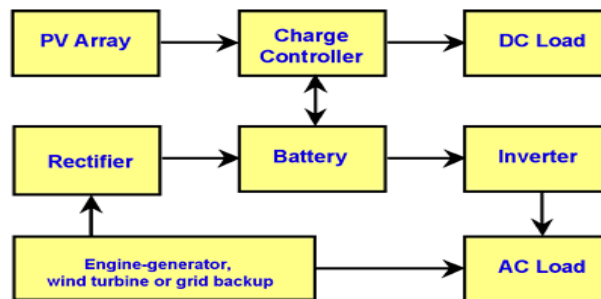 PV Array
Charge
Controller
DC Load
Rectifier
Battery
Inverter
Engine-generator,
wind turbine or grid backup
AC Load